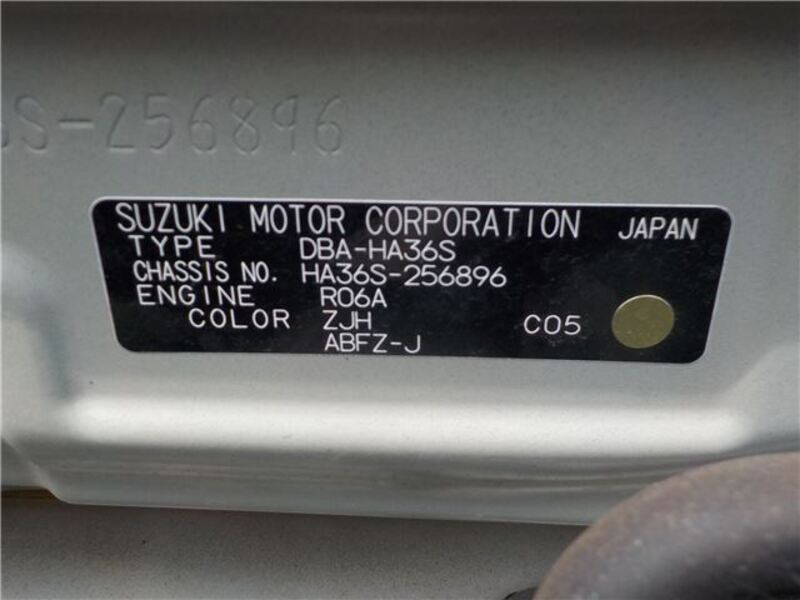 S-256896
SUZUKI MOTOR CORPORATION JAPAN
TYPE DBA-HA36S
CHASSIS NO. HA36S-256896
ENGINE R06A
COLOR ZJH C05
ABFZ-J